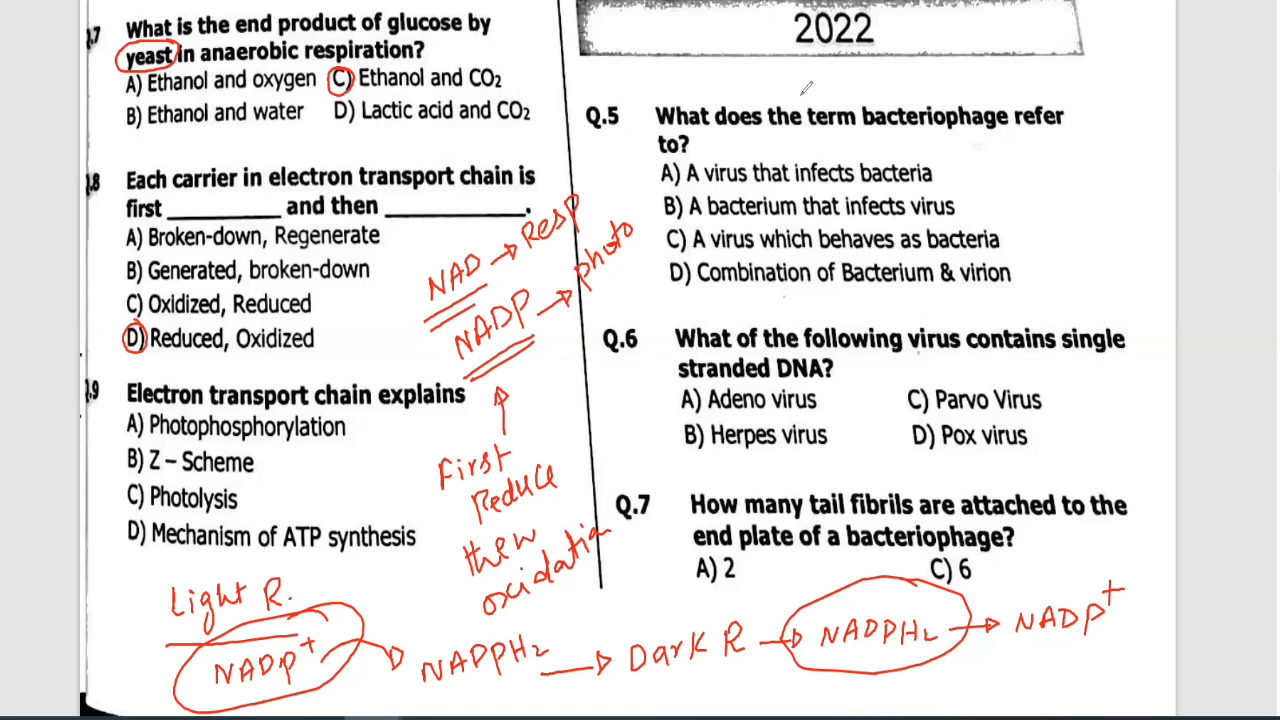 Q.7 What is the end product of glucose by
yeast in anaerobic respiration?
A) Ethanol and oxygen C) Ethanol and CO₂
B) Ethanol and water D) Lactic acid and CO₂
Q.8 Each carrier in electron transport chain is
first __________ and then ____________.
A) Broken-down, Regenerate
B) Generated, broken-down
C) Oxidized, Reduced
D) Reduced, Oxidized
Q.9 Electron transport chain explains
A) Photophosphorylation
B) Z – Scheme
C) Photolysis
D) Mechanism of ATP synthesis
NAD → Resp
NADP → photo
First
Reduce
then
oxidation
Light R.
NADP⁺ → NADPH₂ → Dark R → NADPH₂ → NADP⁺
2022
Q.5 What does the term bacteriophage refer
to?
A) A virus that infects bacteria
B) A bacterium that infects virus
C) A virus which behaves as bacteria
D) Combination of Bacterium & virion
Q.6 What of the following virus contains single
stranded DNA?
A) Adeno virus C) Parvo Virus
B) Herpes virus D) Pox virus
Q.7 How many tail fibrils are attached to the
end plate of a bacteriophage?
A) 2 C) 6